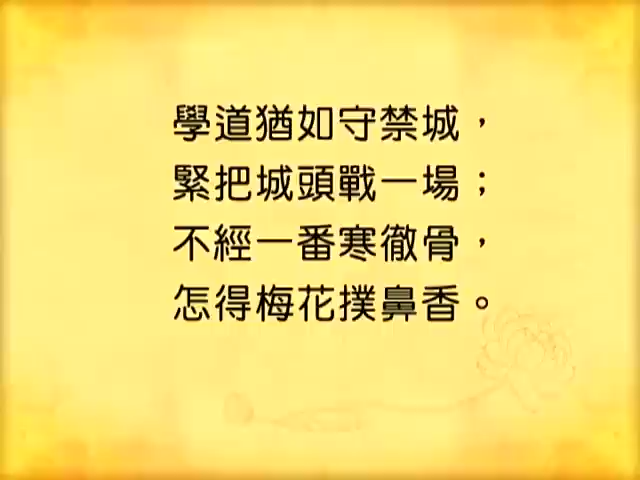 學道猶如守禁城，
緊把城頭戰一場；
不經一番寒徹骨，
怎得梅花撲鼻香。